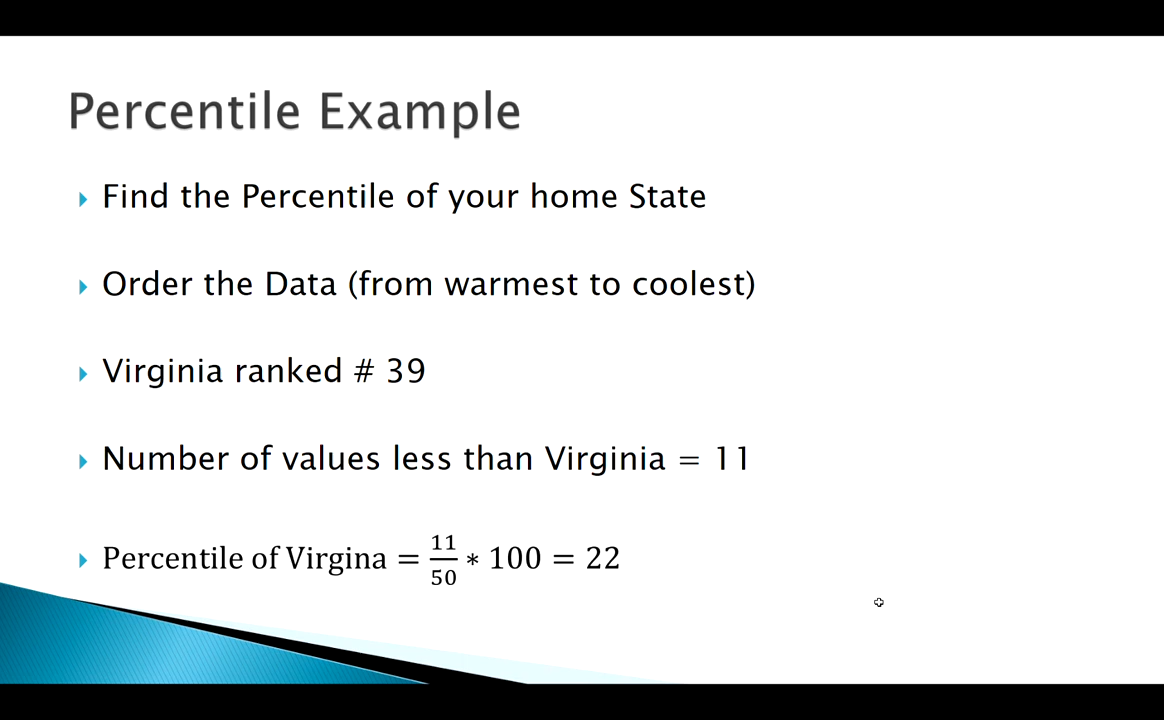 Percentile Example
Find the Percentile of your home State
Order the Data (from warmest to coolest)
Virginia ranked # 39
Number of values less than Virginia = 11
Percentile of Virgina = 11/50 * 100 = 22